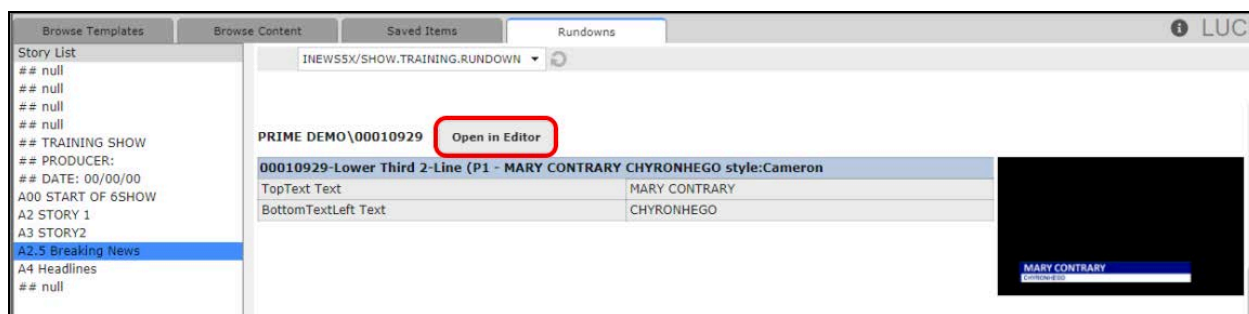 Browse Templates
Browse Content
Saved Items
Rundowns
LUC
Story List
## null
## null
## null
## null
## TRAINING SHOW
## PRODUCER:
## DATE: 00/00/00
A00 START OF 6SHOW
A2 STORY 1
A3 STORY2
A2.5 Breaking News
A4 Headlines
## null
INEWS5X/SHOW.TRAINING.RUNDOWN
PRIME DEMO\00010929
Open in Editor
00010929-Lower Third 2-Line (P1 - MARY CONTRARY CHYRONHEGO style:Cameron
TopText Text
MARY CONTRARY
BottomTextLeft Text
CHYRONHEGO
MARY CONTRARY
CHYRONHEGO